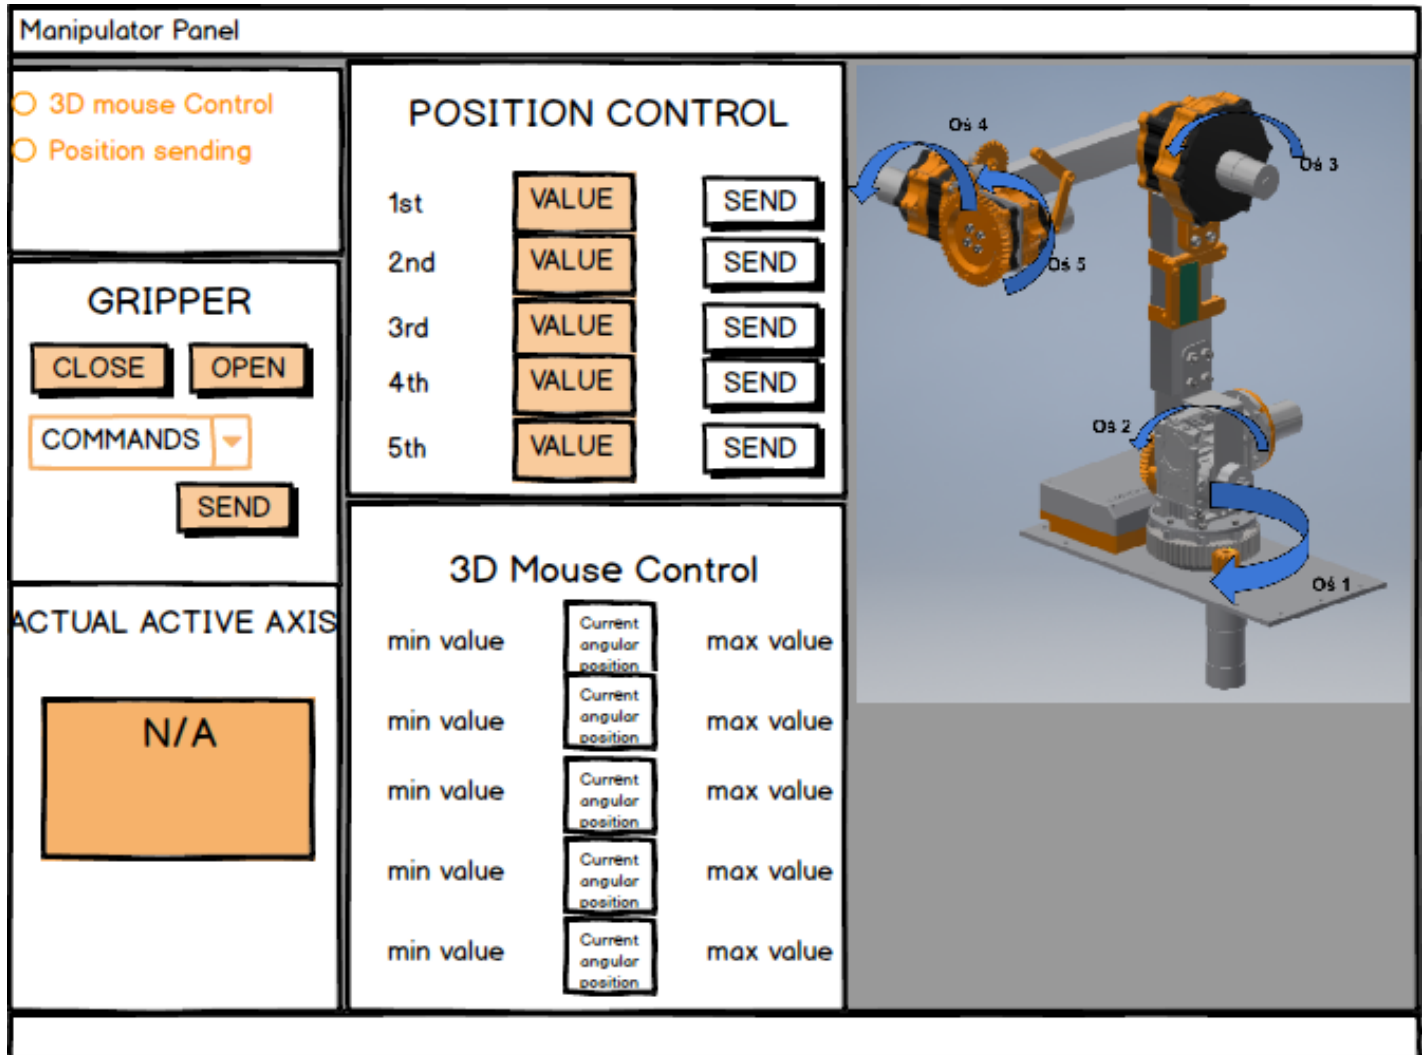 Manipulator Panel
3D mouse Control
Position sending
GRIPPER
CLOSE OPEN
COMMANDS
SEND
ACTUAL ACTIVE AXIS
N/A
POSITION CONTROL
1st VALUE SEND
2nd VALUE SEND
3rd VALUE SEND
4th VALUE SEND
5th VALUE SEND
3D Mouse Control
min value Current angular position max value
min value Current angular position max value
min value Current angular position max value
min value Current angular position max value
min value Current angular position max value
Oś 4
Oś 3
Oś 5
Oś 2
Oś 1